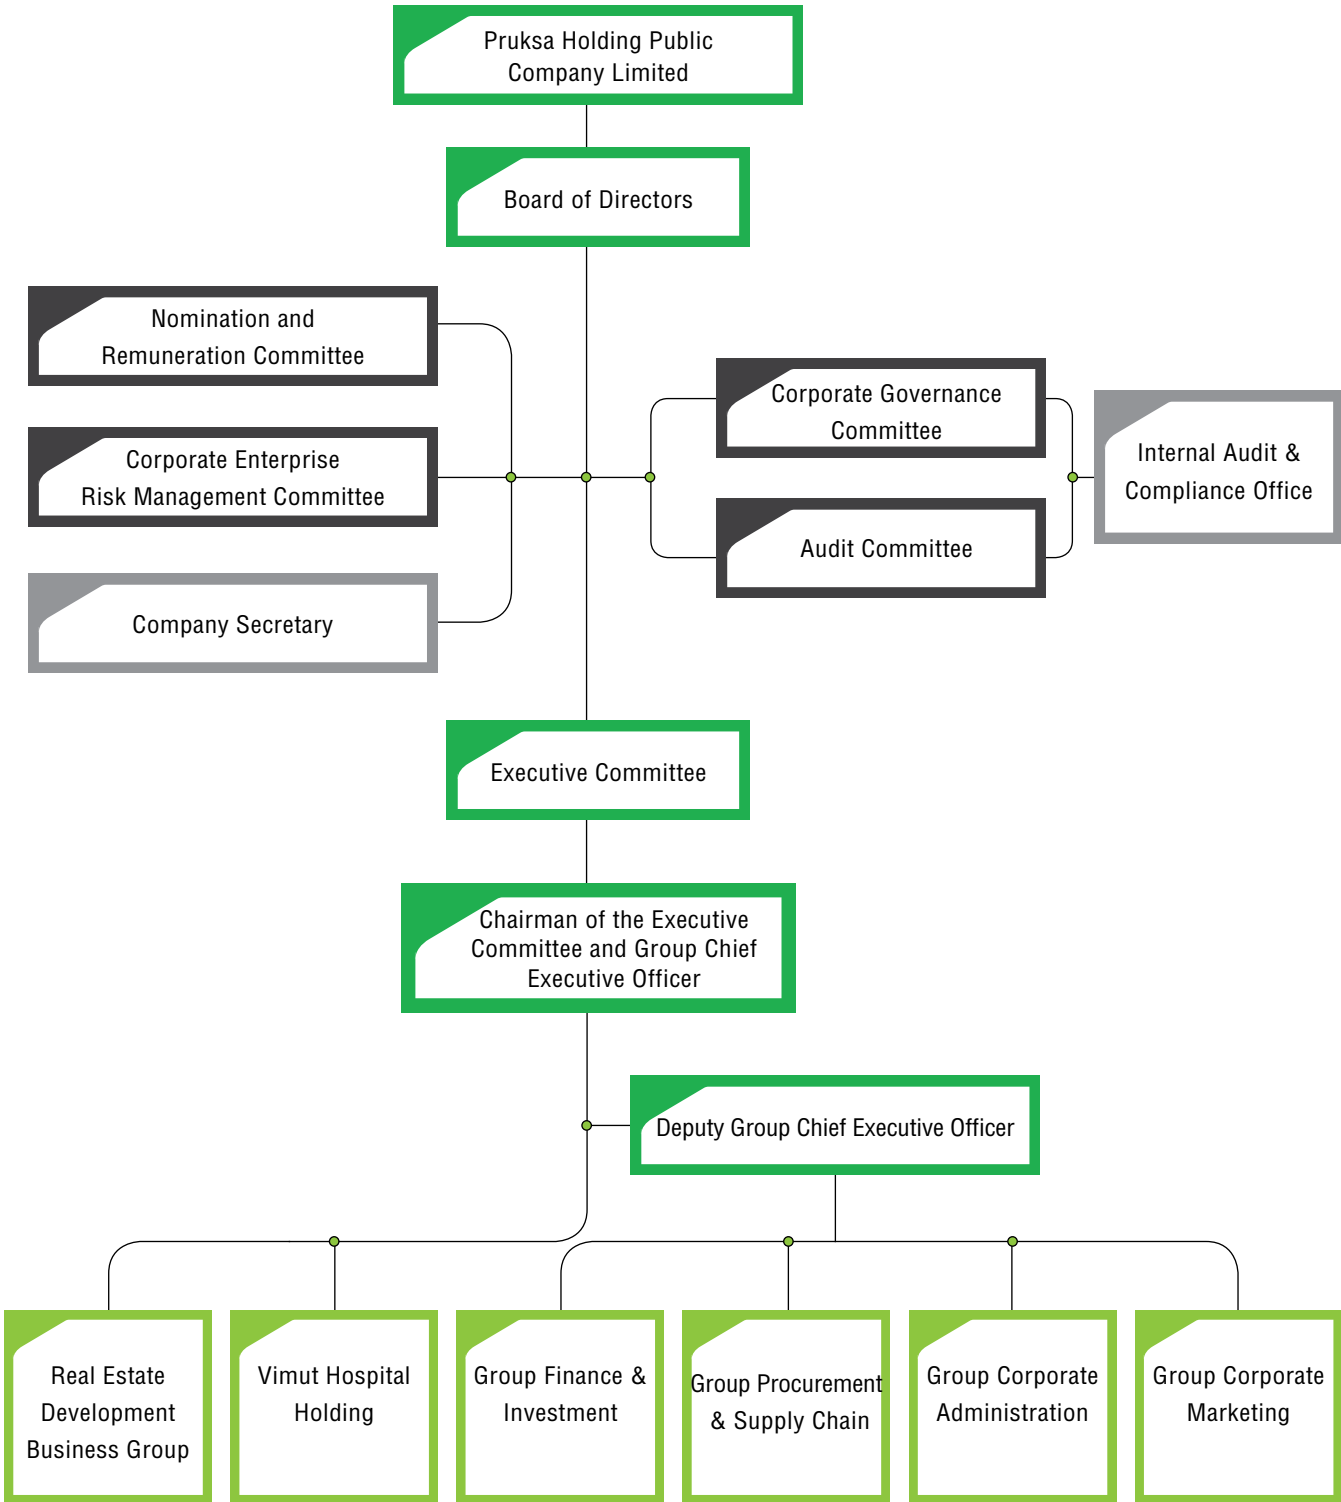 Pruksa Holding Public
Company Limited
Board of Directors
Nomination and
Remuneration Committee
Corporate Enterprise
Risk Management Committee
Company Secretary
Corporate Governance
Committee
Audit Committee
Internal Audit &
Compliance Office
Executive Committee
Chairman of the Executive
Committee and Group Chief
Executive Officer
Deputy Group Chief Executive Officer
Real Estate
Development
Business Group
Vimut Hospital
Holding
Group Finance &
Investment
Group Procurement
& Supply Chain
Group Corporate
Administration
Group Corporate
Marketing